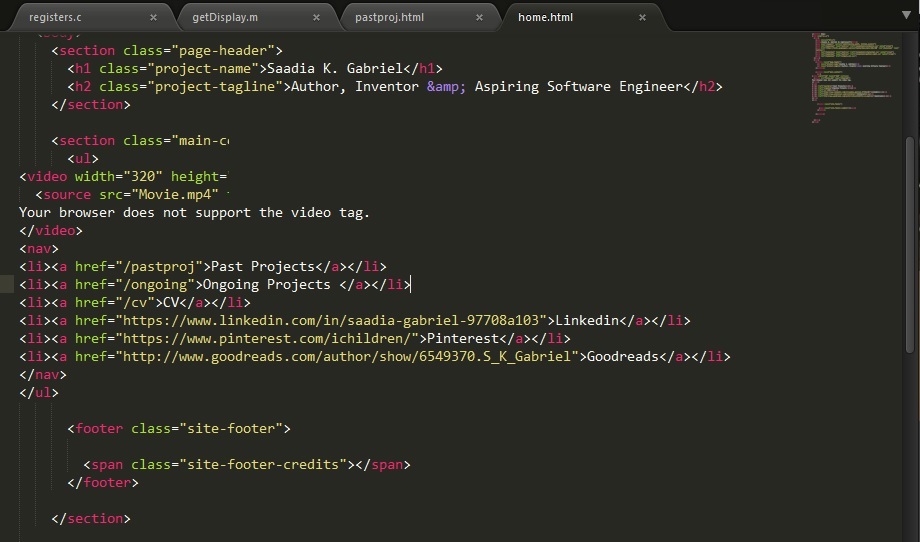 registers.c × getDisplay.m × pastproj.html × home.html ×
<section class="page-header">
<h1 class="project-name">Saadia K. Gabriel</h1>
<h2 class="project-tagline">Author, Inventor &amp; Aspiring Software Engineer</h2>
</section>
<section class="main-c
<ul>
<video width="320" height=
<source src="Movie.mp4"
Your browser does not support the video tag.
</video>
<nav>
<li><a href="/pastproj">Past Projects</a></li>
<li><a href="/ongoing">Ongoing Projects </a></li>
<li><a href="/cv">CV</a></li>
<li><a href="https://www.linkedin.com/in/saadia-gabriel-97708a103">Linkedin</a></li>
<li><a href="https://www.pinterest.com/ichildren/">Pinterest</a></li>
<li><a href="http://www.goodreads.com/author/show/6549370.S_K_Gabriel">Goodreads</a></li>
</nav>
</ul>
<footer class="site-footer">
<span class="site-footer-credits"></span>
</footer>
</section>